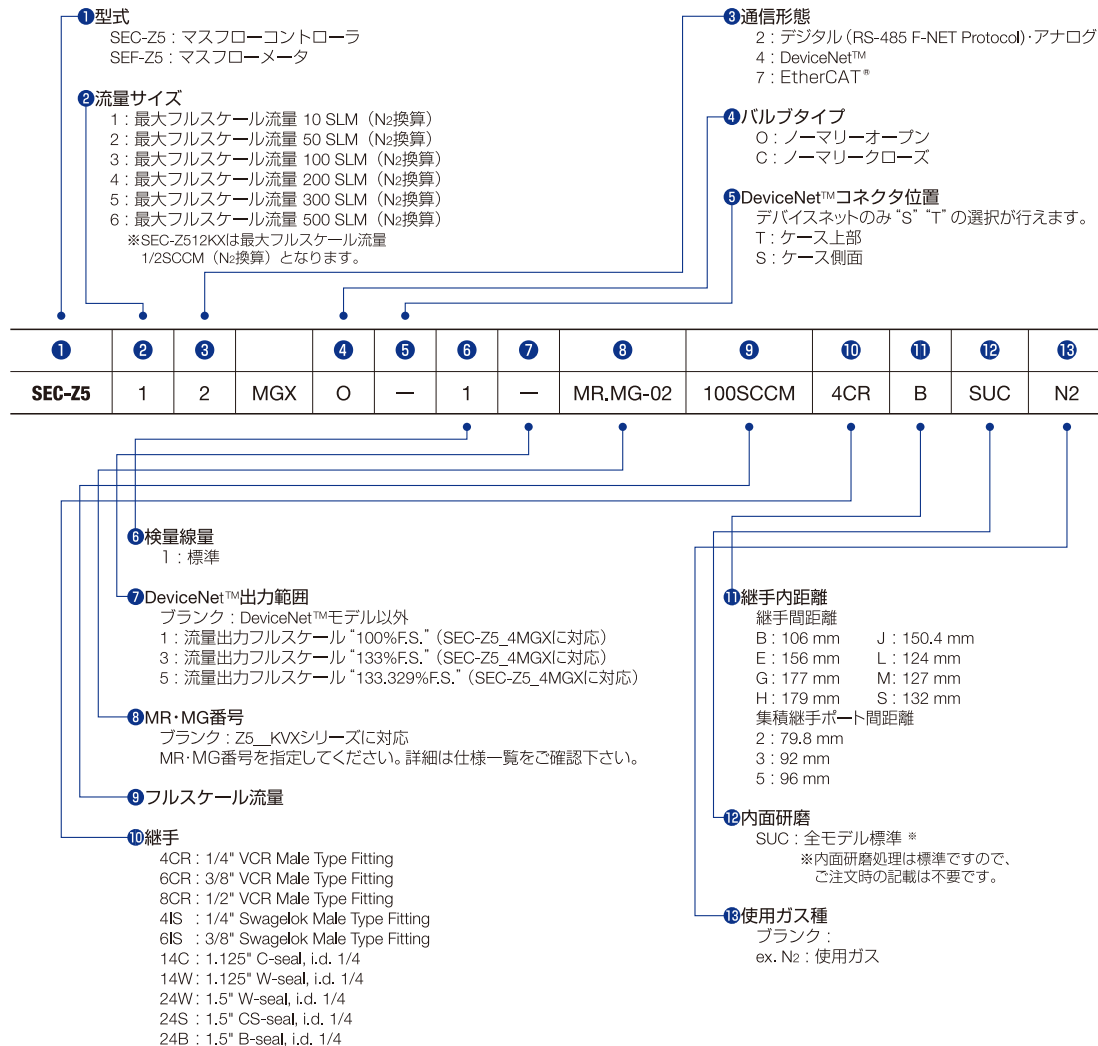 ❶型式
SEC-Z5：マスフローコントローラ
SEF-Z5：マスフローメータ
❷流量サイズ
1：最大フルスケール流量 10 SLM（N2換算）
2：最大フルスケール流量 50 SLM（N2換算）
3：最大フルスケール流量 100 SLM（N2換算）
4：最大フルスケール流量 200 SLM（N2換算）
5：最大フルスケール流量 300 SLM（N2換算）
6：最大フルスケール流量 500 SLM（N2換算）
※SEC-Z512KXは最大フルスケール流量
1/2SCCM（N2換算）となります。
❸通信形態
2：デジタル（RS-485 F-NET Protocol）・アナログ
4：DeviceNet™
7：EtherCAT®
❹バルブタイプ
O：ノーマリーオープン
C：ノーマリークローズ
❺DeviceNet™コネクタ位置
デバイスネットのみ“S”“T”の選択が行えます。
T：ケース上部
S：ケース側面
❶ ❷ ❸ ❹ ❺ ❻ ❼ ❽ ❾ ❿ ⓫ ⓬ ⓭
SEC-Z5 1 2 MGX O — 1 — MR.MG-02 100SCCM 4CR B SUC N2
❻検量線量
1：標準
❼DeviceNet™出力範囲
ブランク：DeviceNet™モデル以外
1：流量出力フルスケール“100%F.S.”（SEC-Z5_4MGXに対応）
3：流量出力フルスケール“133%F.S.”（SEC-Z5_4MGXに対応）
5：流量出力フルスケール“133.329%F.S.”（SEC-Z5_4MGXに対応）
❽MR・MG番号
ブランク：Z5__KVXシリーズに対応
MR・MG番号を指定してください。詳細は仕様一覧をご確認下さい。
❾フルスケール流量
❿継手
4CR：1/4" VCR Male Type Fitting
6CR：3/8" VCR Male Type Fitting
8CR：1/2" VCR Male Type Fitting
4IS：1/4" Swagelok Male Type Fitting
6IS：3/8" Swagelok Male Type Fitting
14C：1.125" C-seal, i.d. 1/4
14W：1.125" W-seal, i.d. 1/4
24W：1.5" W-seal, i.d. 1/4
24S：1.5" CS-seal, i.d. 1/4
24B：1.5" B-seal, i.d. 1/4
⓫継手内距離
継手間距離
B：106 mm J：150.4 mm
E：156 mm L：124 mm
G：177 mm M：127 mm
H：179 mm S：132 mm
集積継手ポート間距離
2：79.8 mm
3：92 mm
5：96 mm
⓬内面研磨
SUC：全モデル標準 ※
※内面研磨処理は標準ですので、
ご注文時の記載は不要です。
⓭使用ガス種
ブランク：
ex. N2：使用ガス